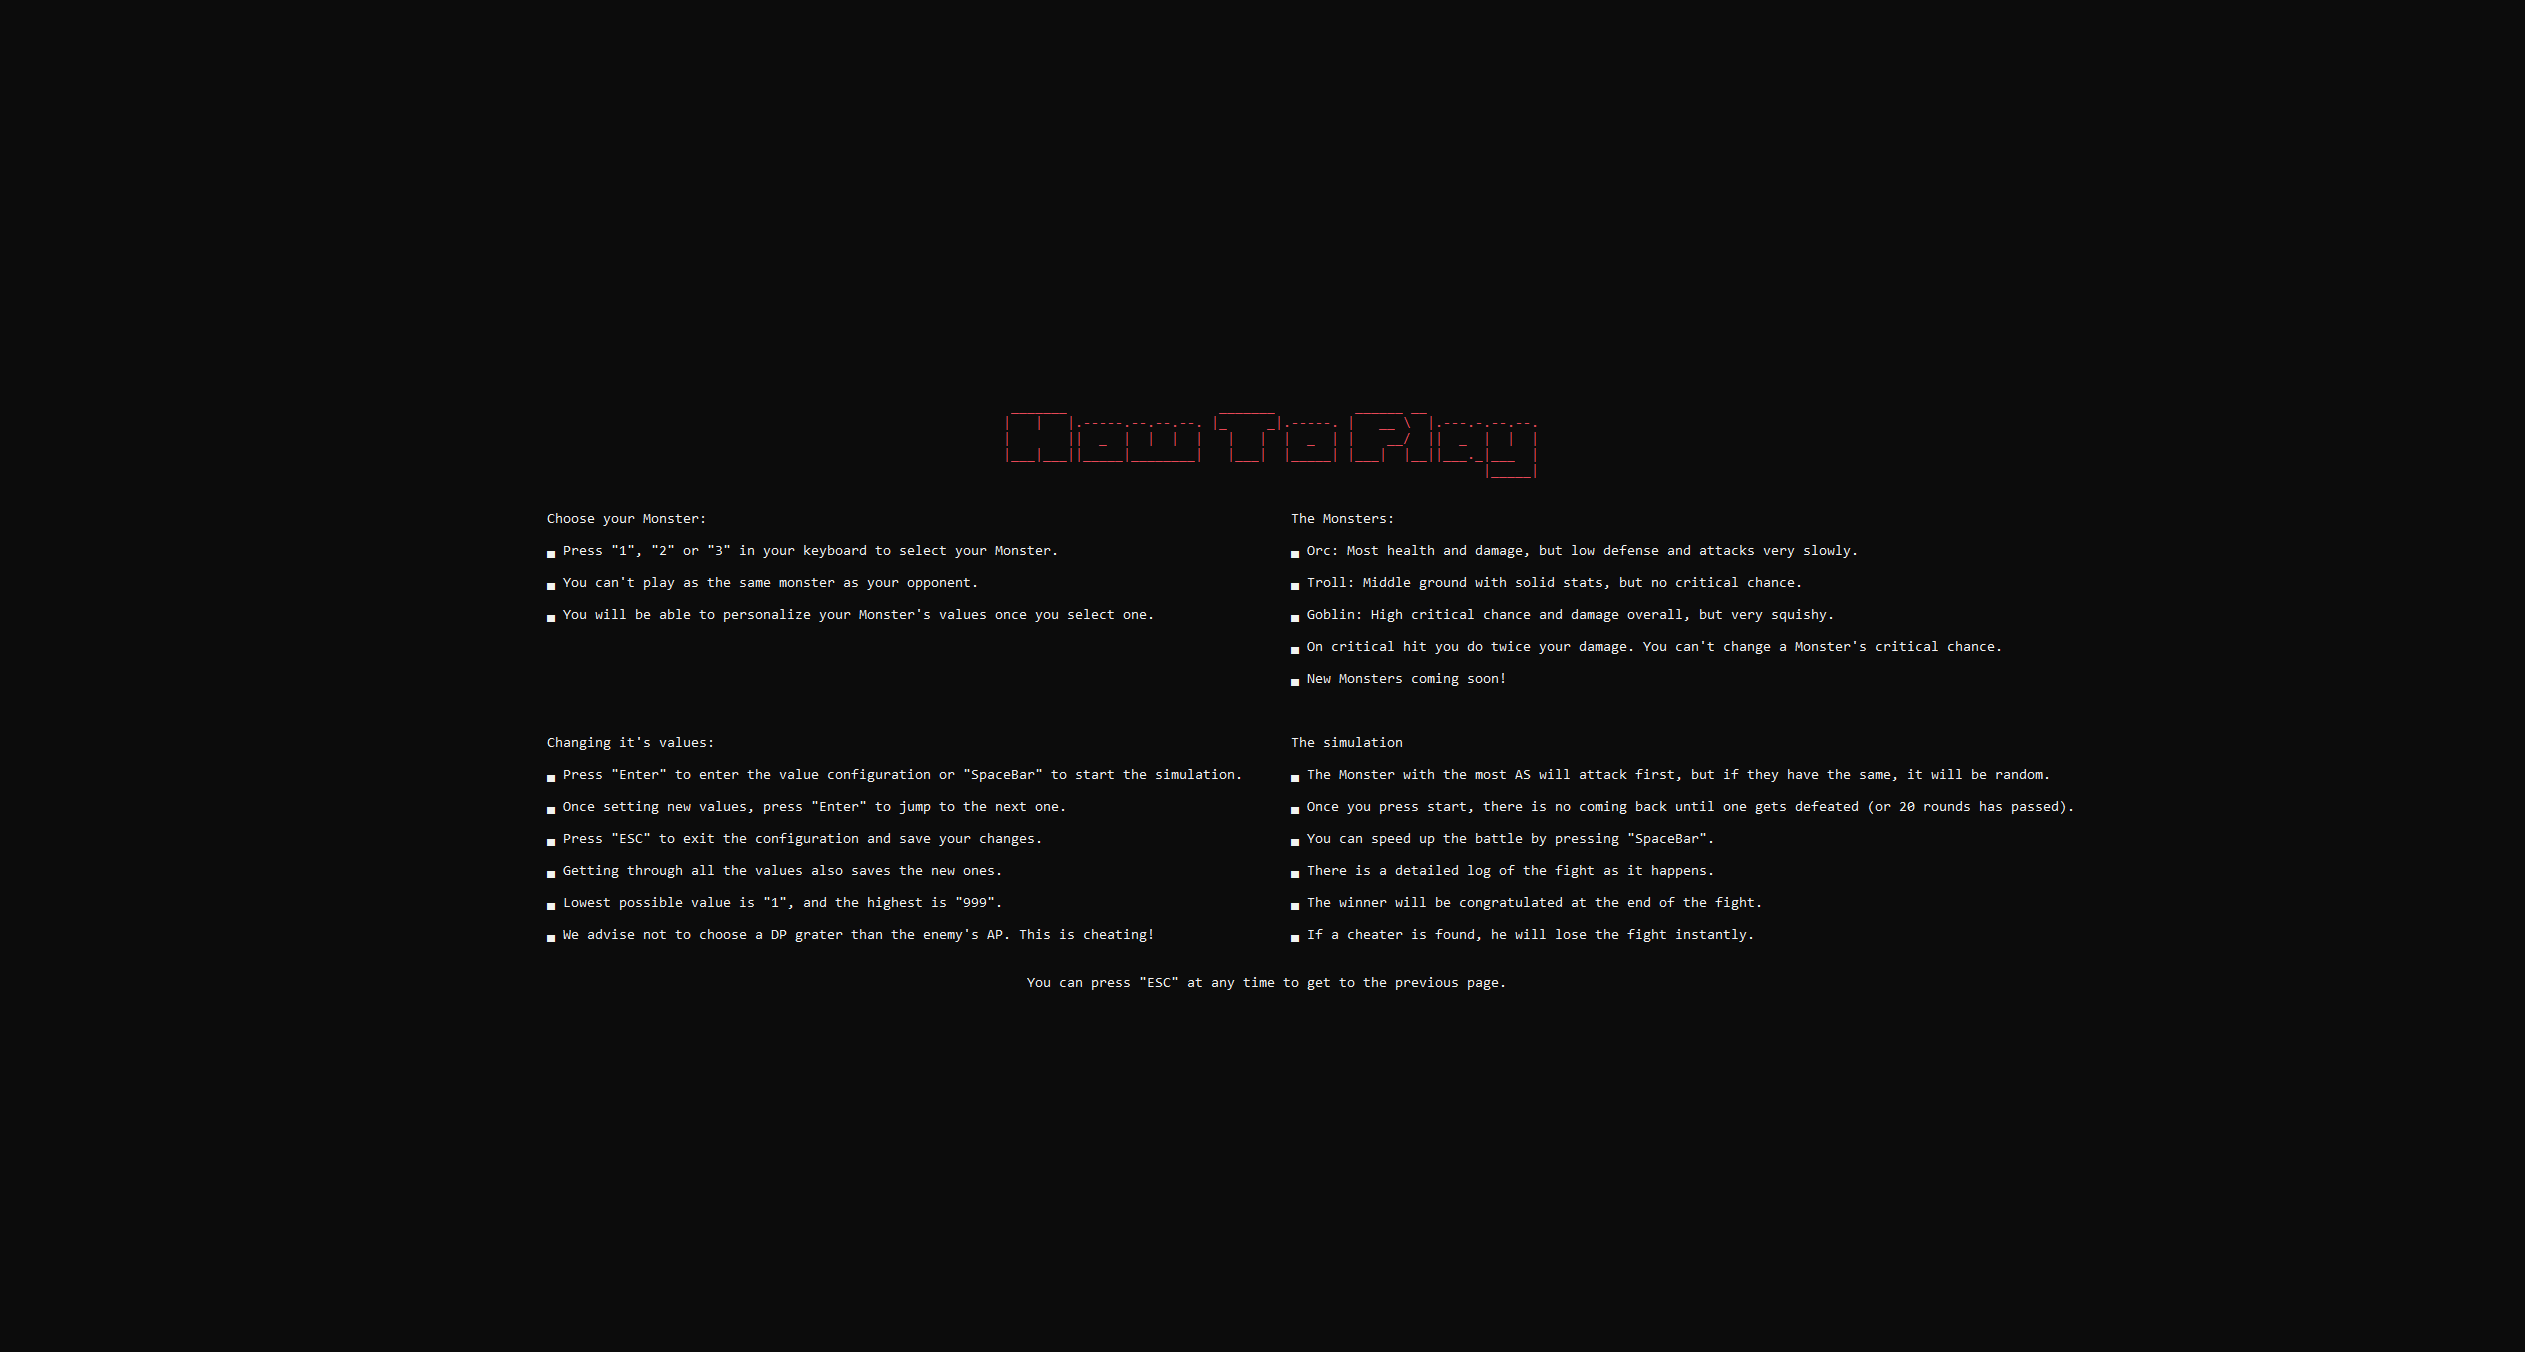 How To Play
Choose your Monster:
▄ Press "1", "2" or "3" in your keyboard to select your Monster.
▄ You can't play as the same monster as your opponent.
▄ You will be able to personalize your Monster's values once you select one.
The Monsters:
▄ Orc: Most health and damage, but low defense and attacks very slowly.
▄ Troll: Middle ground with solid stats, but no critical chance.
▄ Goblin: High critical chance and damage overall, but very squishy.
▄ On critical hit you do twice your damage. You can't change a Monster's critical chance.
▄ New Monsters coming soon!
Changing it's values:
▄ Press "Enter" to enter the value configuration or "SpaceBar" to start the simulation.
▄ Once setting new values, press "Enter" to jump to the next one.
▄ Press "ESC" to exit the configuration and save your changes.
▄ Getting through all the values also saves the new ones.
▄ Lowest possible value is "1", and the highest is "999".
▄ We advise not to choose a DP grater than the enemy's AP. This is cheating!
The simulation
▄ The Monster with the most AS will attack first, but if they have the same, it will be random.
▄ Once you press start, there is no coming back until one gets defeated (or 20 rounds has passed).
▄ You can speed up the battle by pressing "SpaceBar".
▄ There is a detailed log of the fight as it happens.
▄ The winner will be congratulated at the end of the fight.
▄ If a cheater is found, he will lose the fight instantly.
You can press "ESC" at any time to get to the previous page.